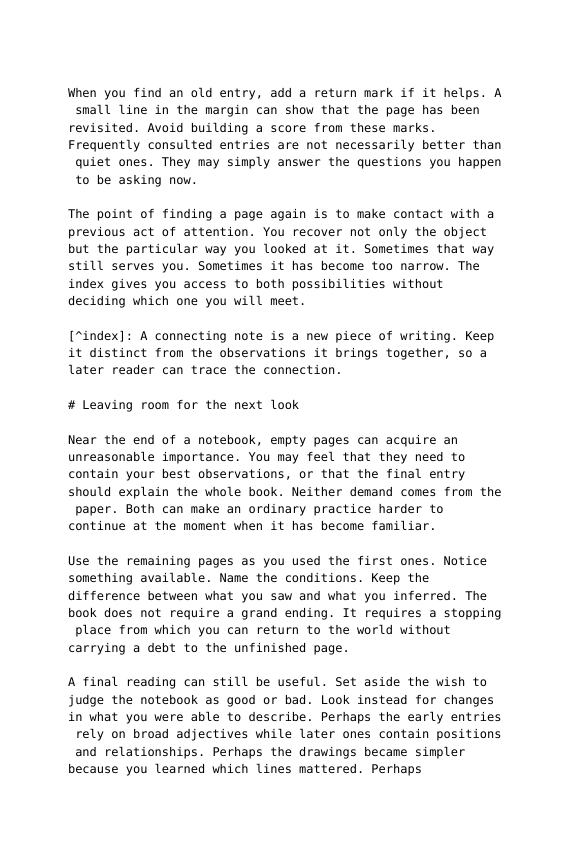 When you find an old entry, add a return mark if it helps. A
small line in the margin can show that the page has been
revisited. Avoid building a score from these marks.
Frequently consulted entries are not necessarily better than
quiet ones. They may simply answer the questions you happen
to be asking now.

The point of finding a page again is to make contact with a
previous act of attention. You recover not only the object
but the particular way you looked at it. Sometimes that way
still serves you. Sometimes it has become too narrow. The
index gives you access to both possibilities without
deciding which one you will meet.

[^index]: A connecting note is a new piece of writing. Keep
it distinct from the observations it brings together, so a
later reader can trace the connection.

# Leaving room for the next look

Near the end of a notebook, empty pages can acquire an
unreasonable importance. You may feel that they need to
contain your best observations, or that the final entry
should explain the whole book. Neither demand comes from the
paper. Both can make an ordinary practice harder to
continue at the moment when it has become familiar.

Use the remaining pages as you used the first ones. Notice
something available. Name the conditions. Keep the
difference between what you saw and what you inferred. The
book does not require a grand ending. It requires a stopping
place from which you can return to the world without
carrying a debt to the unfinished page.

A final reading can still be useful. Set aside the wish to
judge the notebook as good or bad. Look instead for changes
in what you were able to describe. Perhaps the early entries
rely on broad adjectives while later ones contain positions
and relationships. Perhaps the drawings became simpler
because you learned which lines mattered. Perhaps